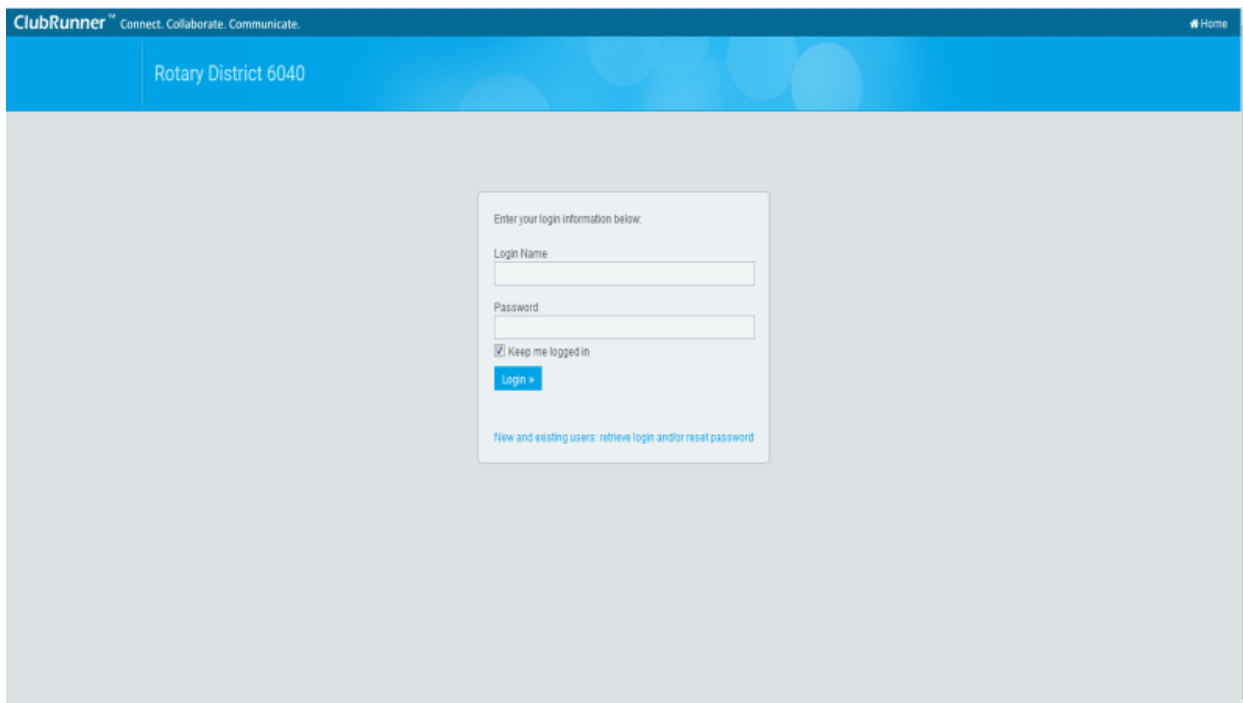 ClubRunner™ Connect. Collaborate. Communicate.
Home
Rotary District 6040
Enter your login information below:
Login Name
Password
Keep me logged in
Login »
New and existing users: retrieve login and/or reset password